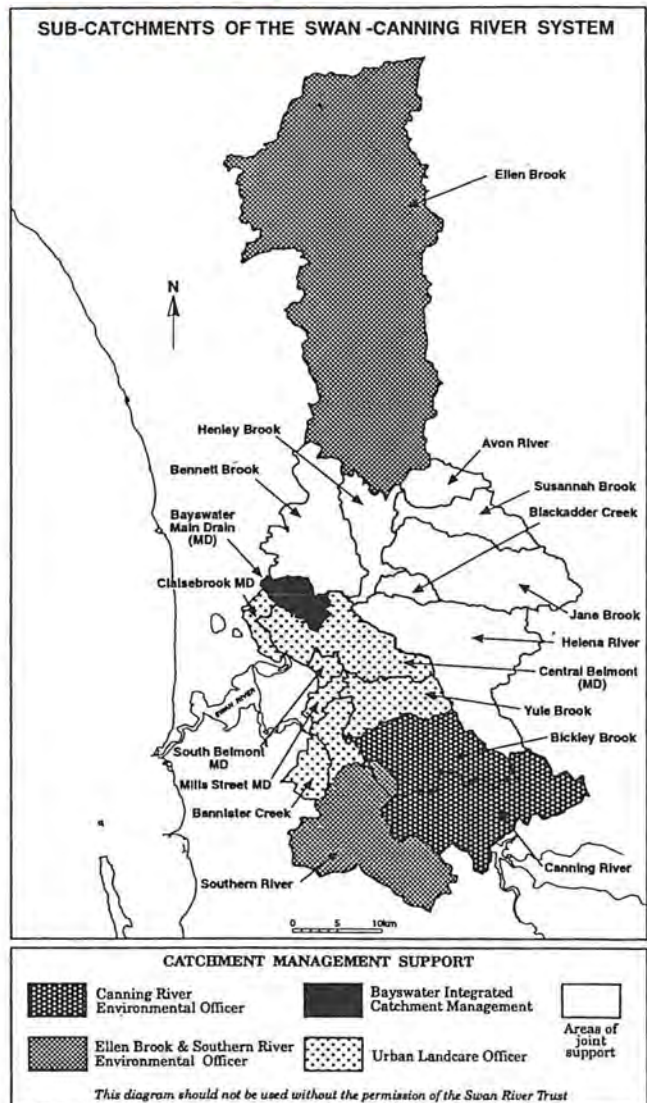 SUB-CATCHMENTS OF THE SWAN -CANNING RIVER SYSTEM
Ellen Brook
N
Henley Brook
Avon River
Bennett Brook
Susannah Brook
Blackadder Creek
Bayswater
Main Drain
(MD)
Claisebrook MD
Jane Brook
Helena River
Central Belmont
(MD)
SWAN RIVER
Yule Brook
South Belmont
MD
Bickley Brook
Mills Street MD
Bannister Creek
Canning River
Southern River
0 5 10km
CATCHMENT MANAGEMENT SUPPORT
Canning River
Environmental Officer
Bayswater Integrated
Catchment Management
Ellen Brook & Southern River
Environmental Officer
Urban Landcare Officer
Areas of
joint
support
This diagram should not be used without the permission of the Swan River Trust